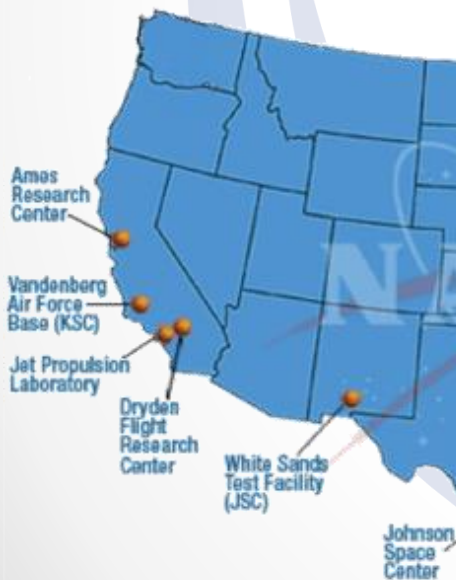 Ames
Research
Center
Vandenberg
Air Force
Base (KSC)
Jet Propulsion
Laboratory
Dryden
Flight
Research
Center
White Sands
Test Facility
(JSC)
Johnson
Space
Center
NA